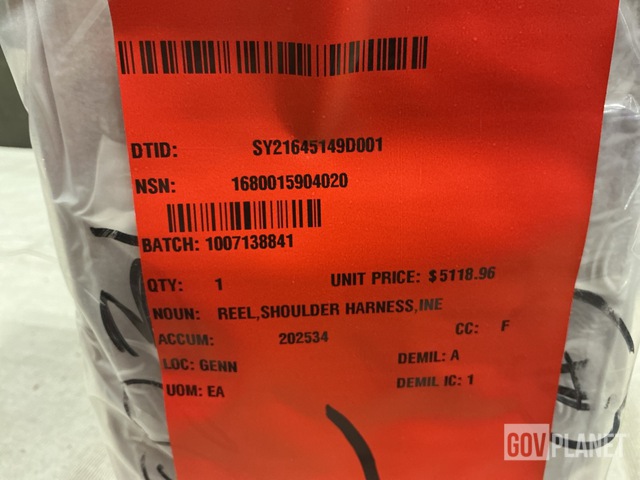 DTID: SY21645149D001
NSN: 1680015904020
BATCH: 1007138841
QTY: 1 UNIT PRICE: $5118.96
NOUN: REEL,SHOULDER HARNESS,INE
ACCUM: 202534 CC: F
LOC: GENN DEMIL: A
UOM: EA DEMIL IC: 1
GOVPLANET